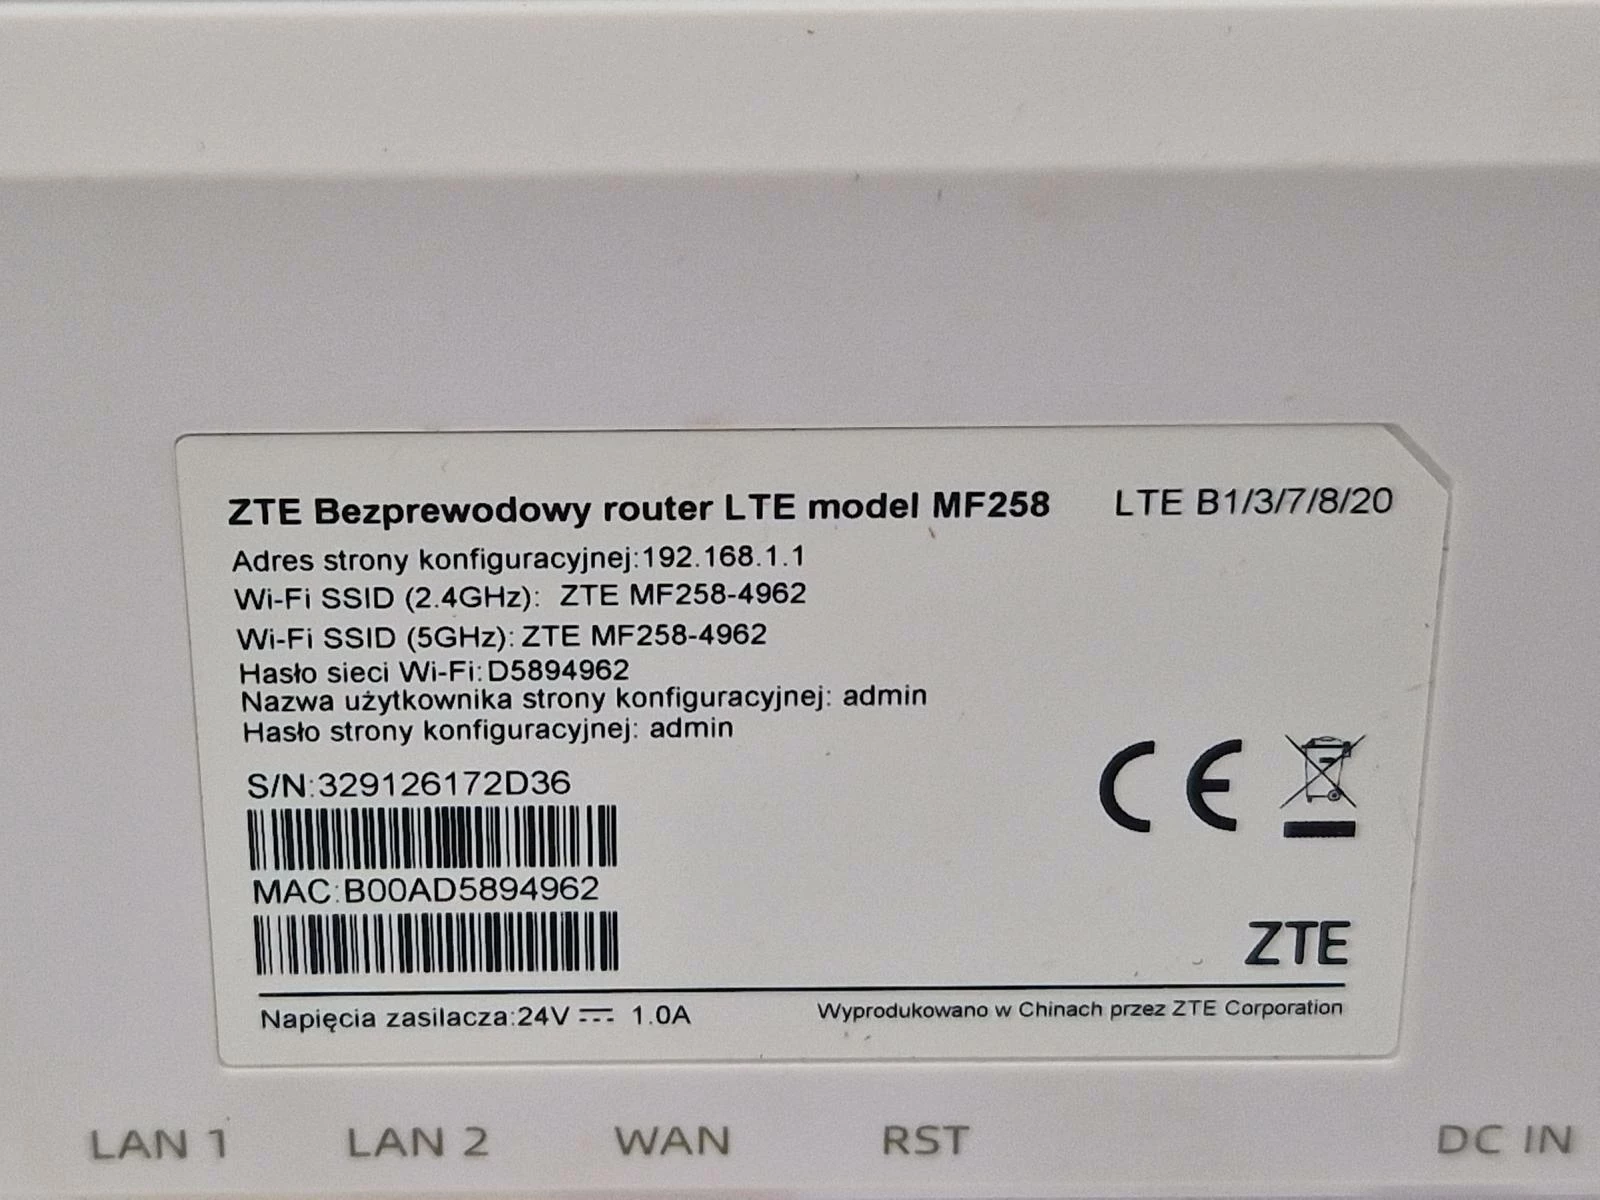 ZTE Bezprewodowy router LTE model MF258 LTE B1/3/7/8/20
Adres strony konfiguracyjnej:192.168.1.1
Wi-Fi SSID (2.4GHz): ZTE MF258-4962
Wi-Fi SSID (5GHz): ZTE MF258-4962
Hasło sieci Wi-Fi: D5894962
Nazwa użytkownika strony konfiguracyjnej: admin
Hasło strony konfiguracyjnej: admin
S/N:329126172D36
MAC:B00AD5894962
CE
ZTE
Napięcia zasilacza:24V ⎓ 1.0A Wyprodukowano w Chinach przez ZTE Corporation
LAN 1 LAN 2 WAN RST DC IN